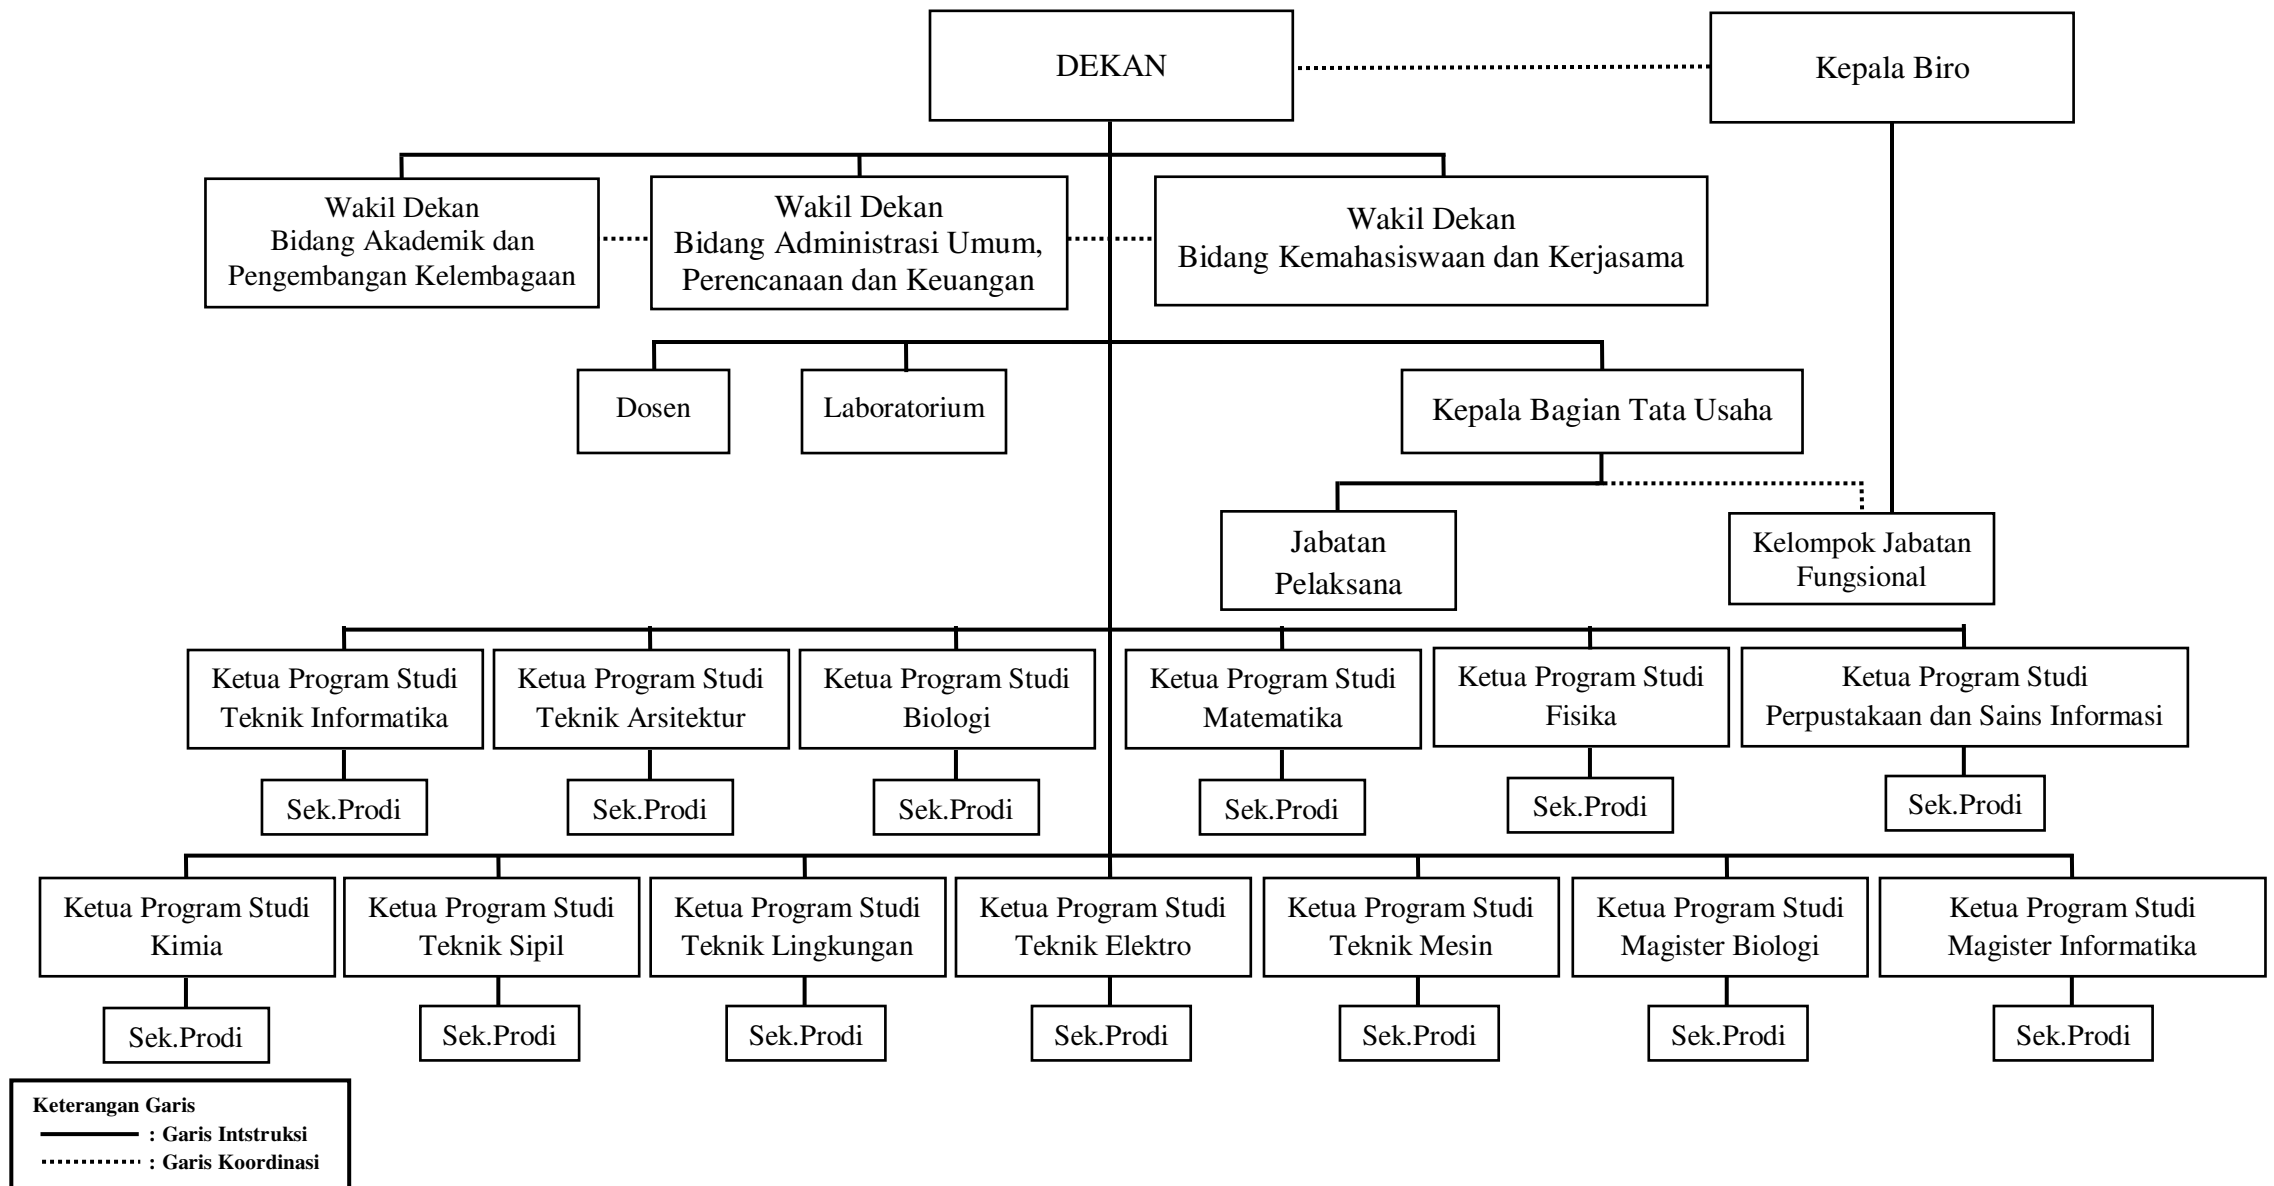 DEKAN
Kepala Biro
Wakil Dekan
Bidang Akademik dan
Pengembangan Kelembagaan
Wakil Dekan
Bidang Administrasi Umum,
Perencanaan dan Keuangan
Wakil Dekan
Bidang Kemahasiswaan dan Kerjasama
Dosen
Laboratorium
Kepala Bagian Tata Usaha
Jabatan
Pelaksana
Kelompok Jabatan
Fungsional
Ketua Program Studi
Teknik Informatika
Ketua Program Studi
Teknik Arsitektur
Ketua Program Studi
Biologi
Ketua Program Studi
Matematika
Ketua Program Studi
Fisika
Ketua Program Studi
Perpustakaan dan Sains Informasi
Sek.Prodi
Sek.Prodi
Sek.Prodi
Sek.Prodi
Sek.Prodi
Sek.Prodi
Ketua Program Studi
Kimia
Ketua Program Studi
Teknik Sipil
Ketua Program Studi
Teknik Lingkungan
Ketua Program Studi
Teknik Elektro
Ketua Program Studi
Teknik Mesin
Ketua Program Studi
Magister Biologi
Ketua Program Studi
Magister Informatika
Sek.Prodi
Sek.Prodi
Sek.Prodi
Sek.Prodi
Sek.Prodi
Sek.Prodi
Sek.Prodi
Keterangan Garis
: Garis Intstruksi
: Garis Koordinasi